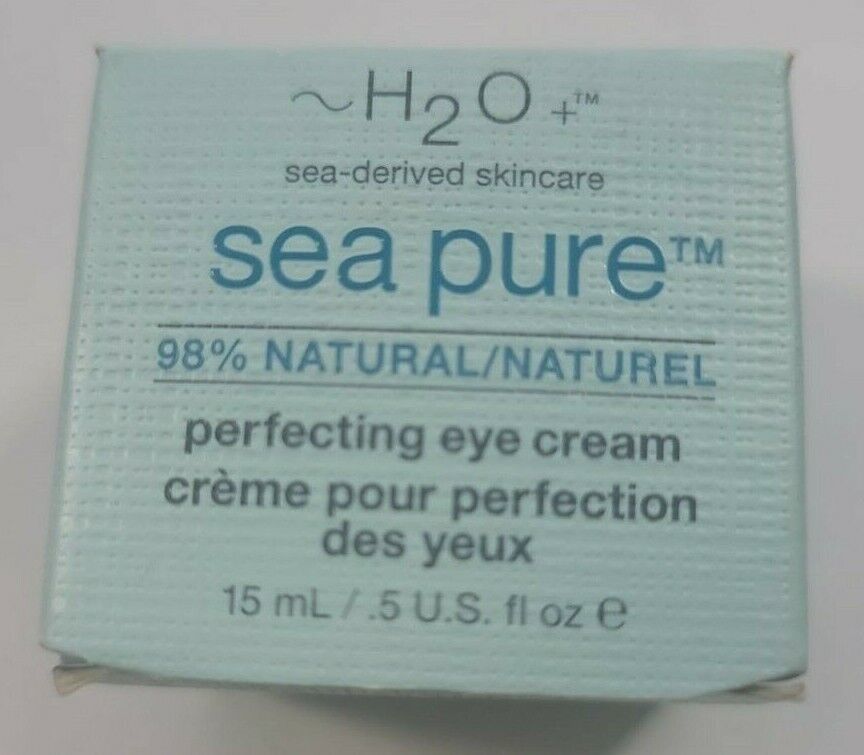 ~H2O+™
sea-derived skincare
sea pure™
98% NATURAL/NATUREL
perfecting eye cream
crème pour perfection
des yeux
15 mL / .5 U.S. fl oz ℮